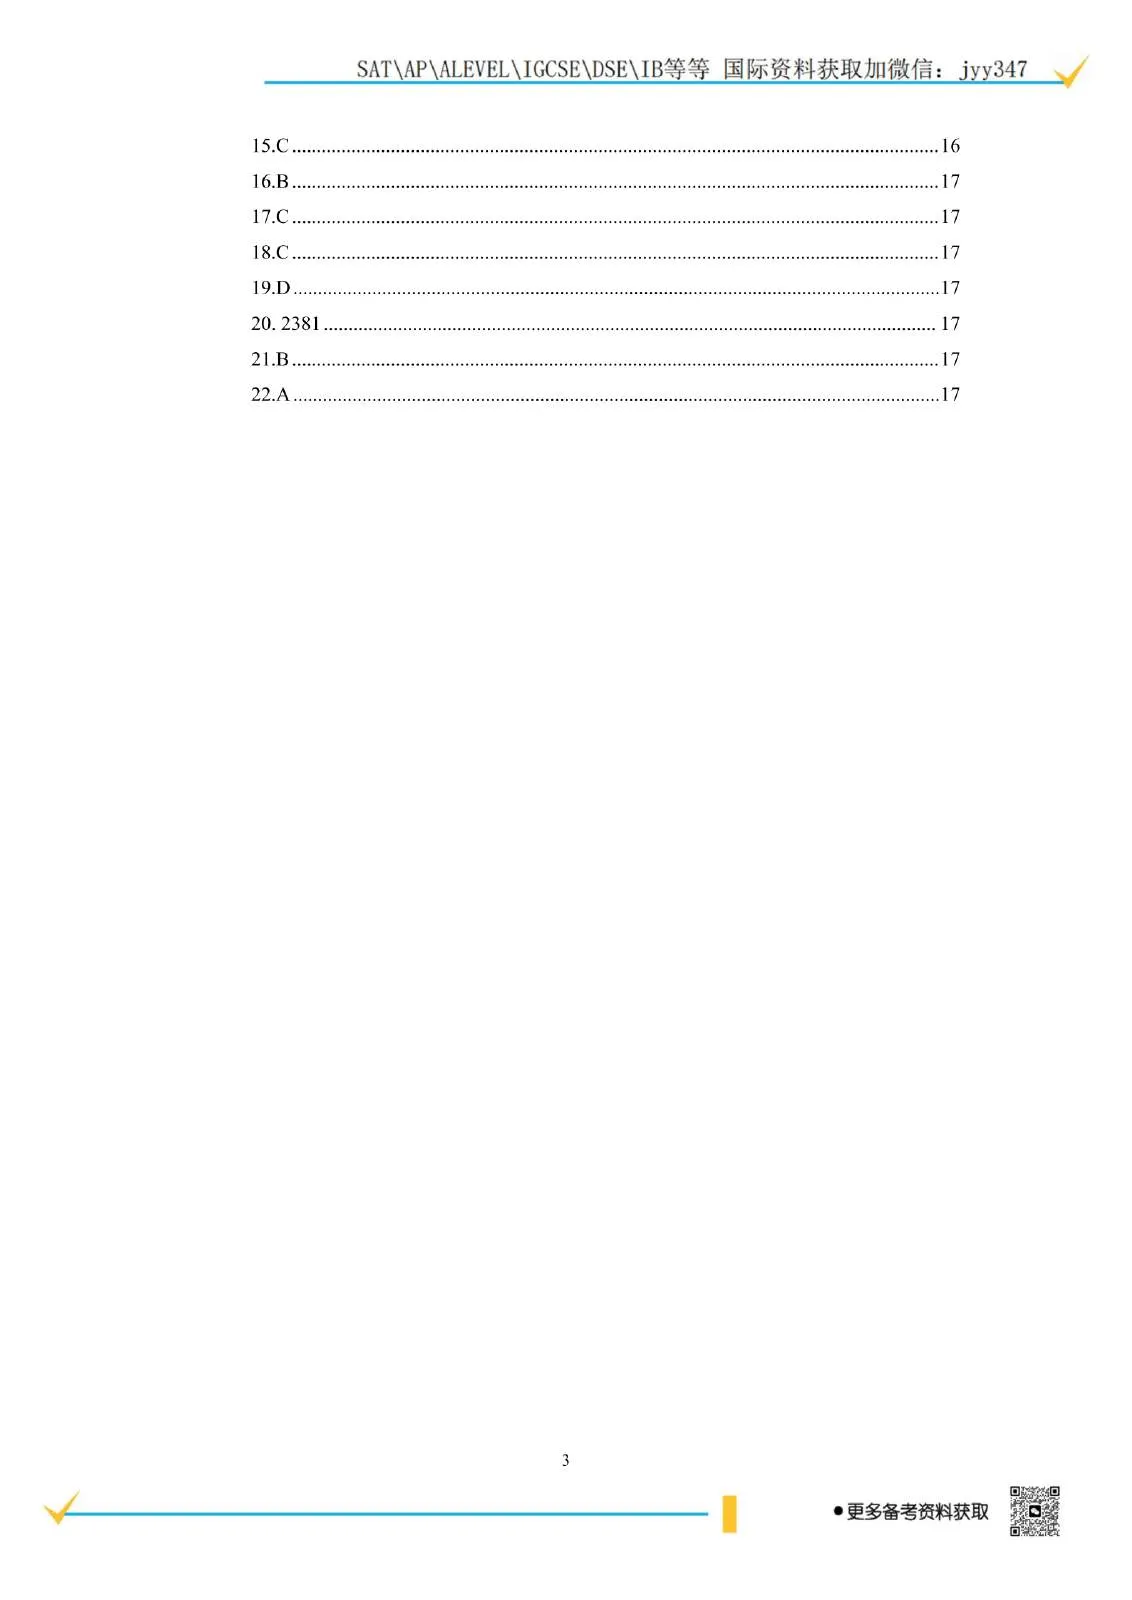 SAT\AP\ALEVEL\IGCSE\DSE\IB等等 国际资料获取加微信：jyy347
15.C................................................16
16.B................................................17
17.C................................................17
18.C................................................17
19.D................................................17
20. 2381................................................17
21.B................................................17
22.A................................................17
3
●更多备考资料获取